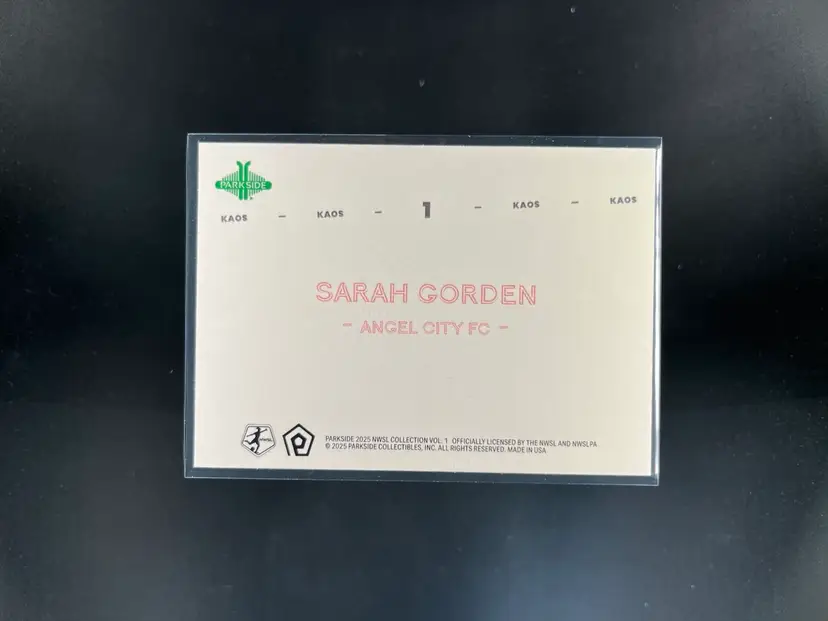 PARKSIDE
KAOS – KAOS – 1 – KAOS – KAOS
SARAH GORDEN
– ANGEL CITY FC –
NWSL
PARKSIDE 2025 NWSL COLLECTION VOL. 1 OFFICIALLY LICENSED BY THE NWSL AND NWSLPA.
© 2025 PARKSIDE COLLECTIBLES, INC. ALL RIGHTS RESERVED. MADE IN USA